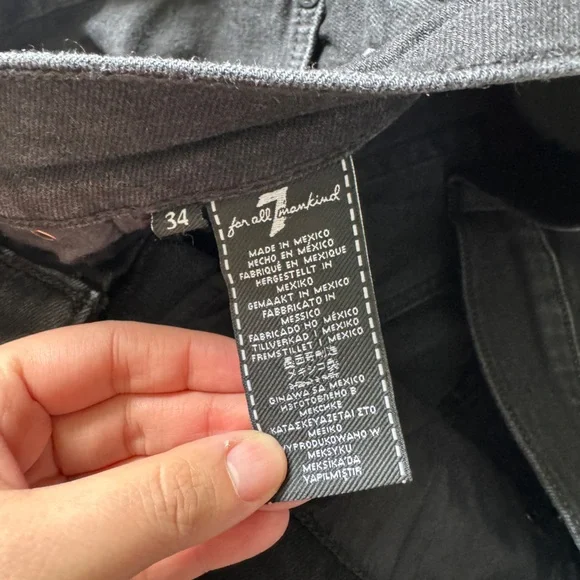 34
for all 7 mankind
MADE IN MEXICO
HECHO EN MÉXICO
FABRIQUÉ EN MEXIQUE
HERGESTELLT IN
MEXIKO
GEMAAKT IN MEXICO
FABBRICATO IN
MESSICO
FABRICADO NO MÉXICO
TILLVERKAD I MEXIKO
FREMSTILLET I MEXICO
GINAWA SA MEXICO
ИЗГОТОВЛЕНО В
МЕКСИКЕ
ΚΑΤΑΣΚΕΥΑΖΕΤΑΙ ΣΤΟ
ΜΕΞΙΚΟ
WYPRODUKOWANO W
MEKSYKU
MEKSİKA'DA
YAPILMIŞTIR